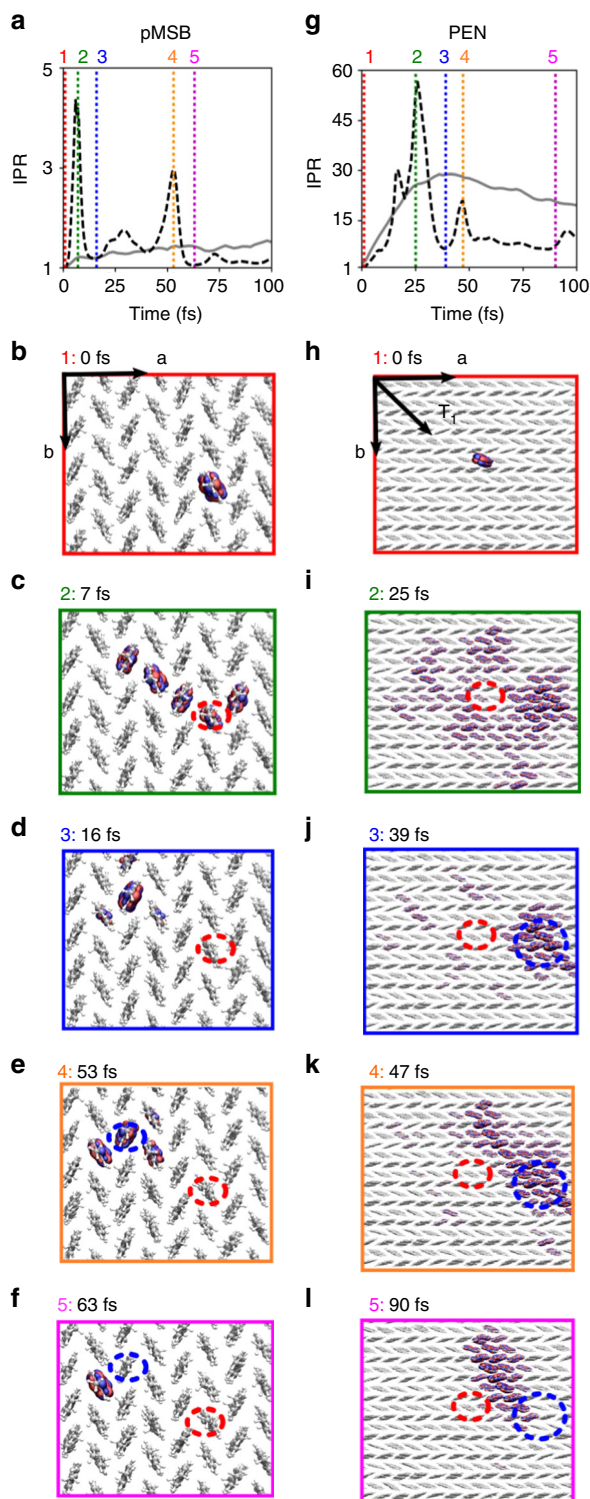 a
pMSB
1 2 3 4 5
5
3
1
IPR
0 25 50 75 100
Time (fs)
b
1: 0 fs a
b
c
2: 7 fs
d
3: 16 fs
e
4: 53 fs
f
5: 63 fs
g
PEN
1 2 3 4 5
60
45
30
15
1
IPR
0 25 50 75 100
Time (fs)
h
1: 0 fs a
T1
b
i
2: 25 fs
j
3: 39 fs
k
4: 47 fs
l
5: 90 fs